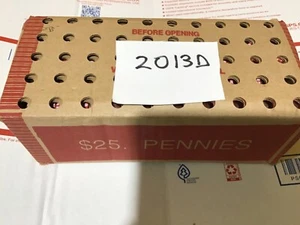 BEFORE OPENING
2013D
$25. PENNIES